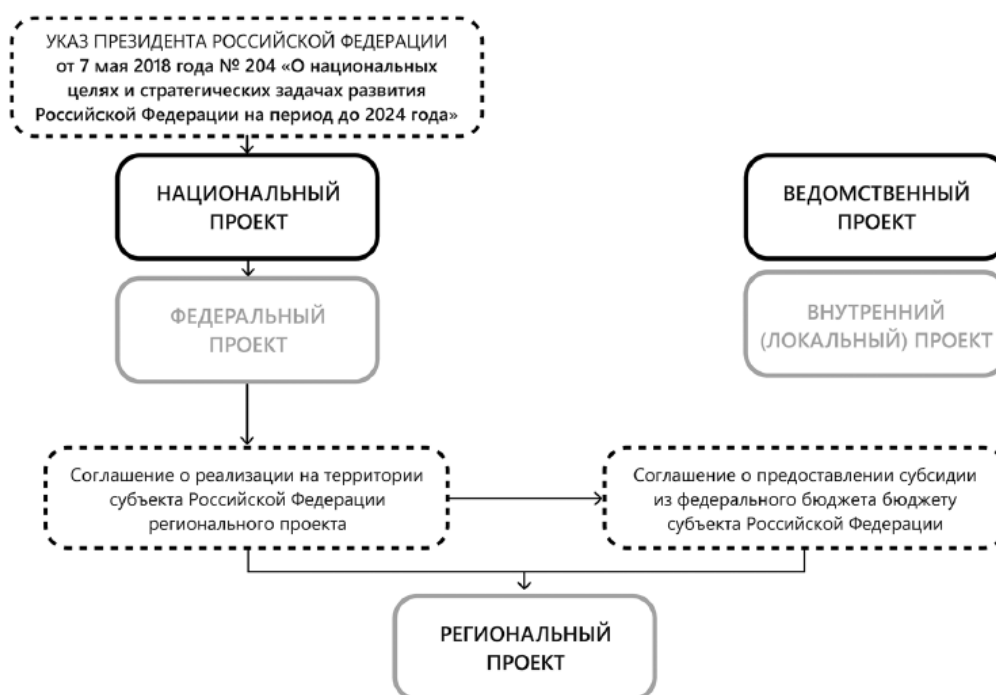 УКАЗ ПРЕЗИДЕНТА РОССИЙСКОЙ ФЕДЕРАЦИИ
от 7 мая 2018 года № 204 «О национальных
целях и стратегических задачах развития
Российской Федерации на период до 2024 года»
НАЦИОНАЛЬНЫЙ
ПРОЕКТ
ВЕДОМСТВЕННЫЙ
ПРОЕКТ
ФЕДЕРАЛЬНЫЙ
ПРОЕКТ
ВНУТРЕННИЙ
(ЛОКАЛЬНЫЙ) ПРОЕКТ
Соглашение о реализации на территории
субъекта Российской Федерации
регионального проекта
Соглашение о предоставлении субсидии
из федерального бюджета бюджету
субъекта Российской Федерации
РЕГИОНАЛЬНЫЙ
ПРОЕКТ